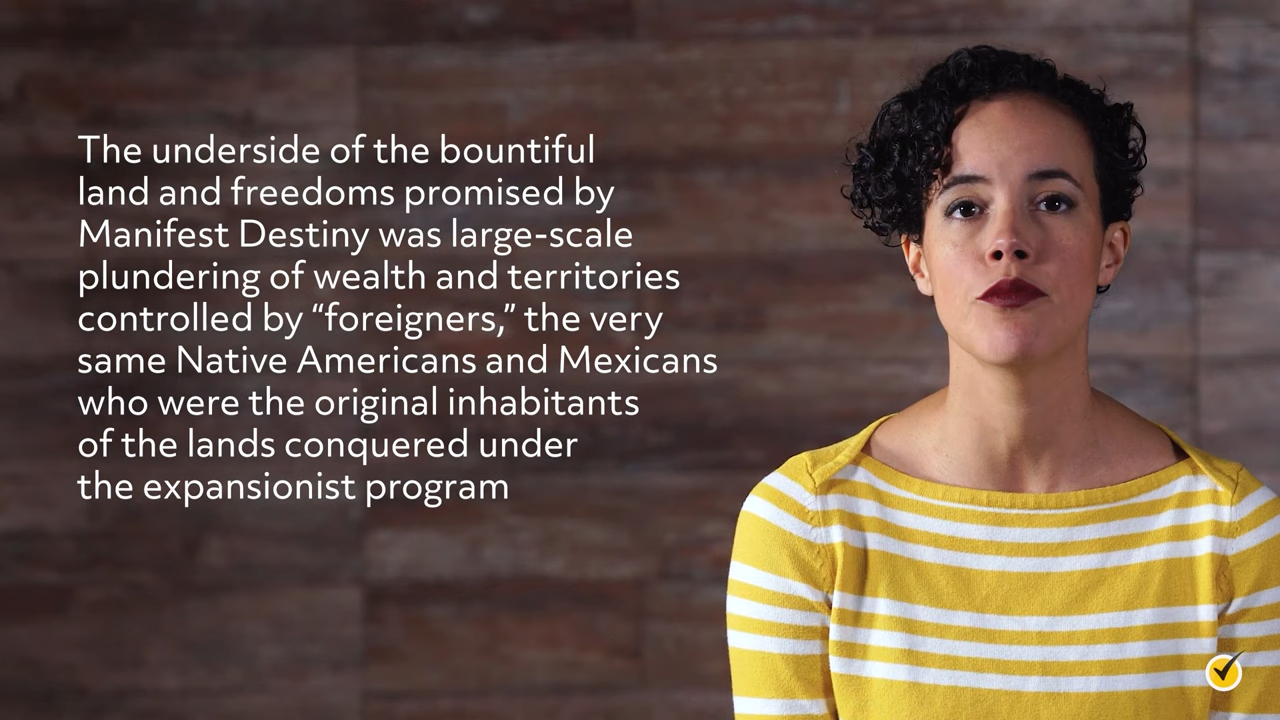 The underside of the bountiful
land and freedoms promised by
Manifest Destiny was large-scale
plundering of wealth and territories
controlled by “foreigners,” the very
same Native Americans and Mexicans
who were the original inhabitants
of the lands conquered under
the expansionist program